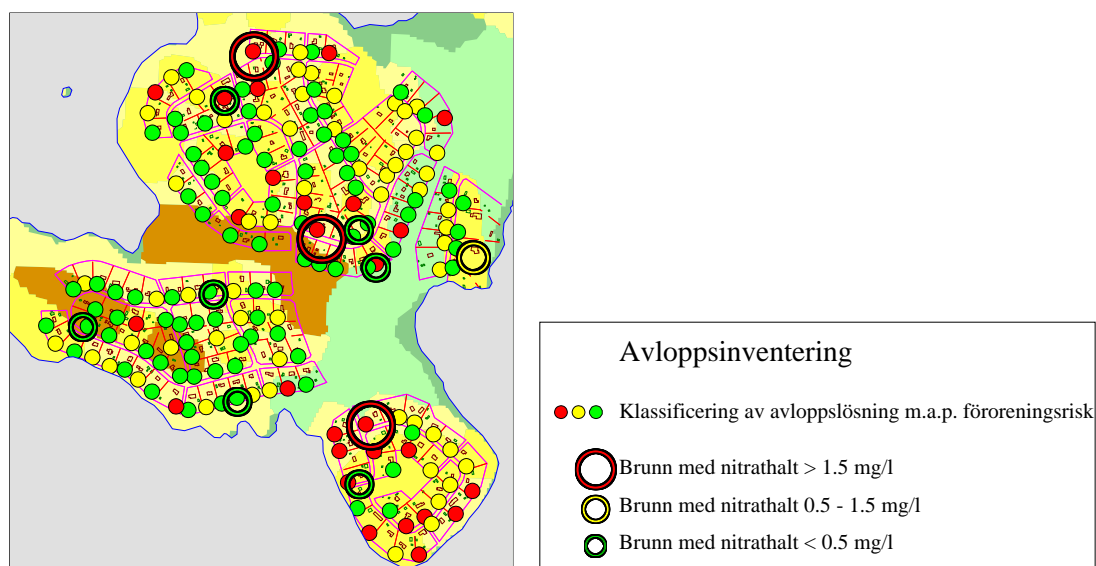 Avloppsinventering
Klassificering av avloppslösning m.a.p. föroreningsrisk
Brunn med nitrathalt > 1.5 mg/l
Brunn med nitrathalt 0.5 - 1.5 mg/l
Brunn med nitrathalt < 0.5 mg/l